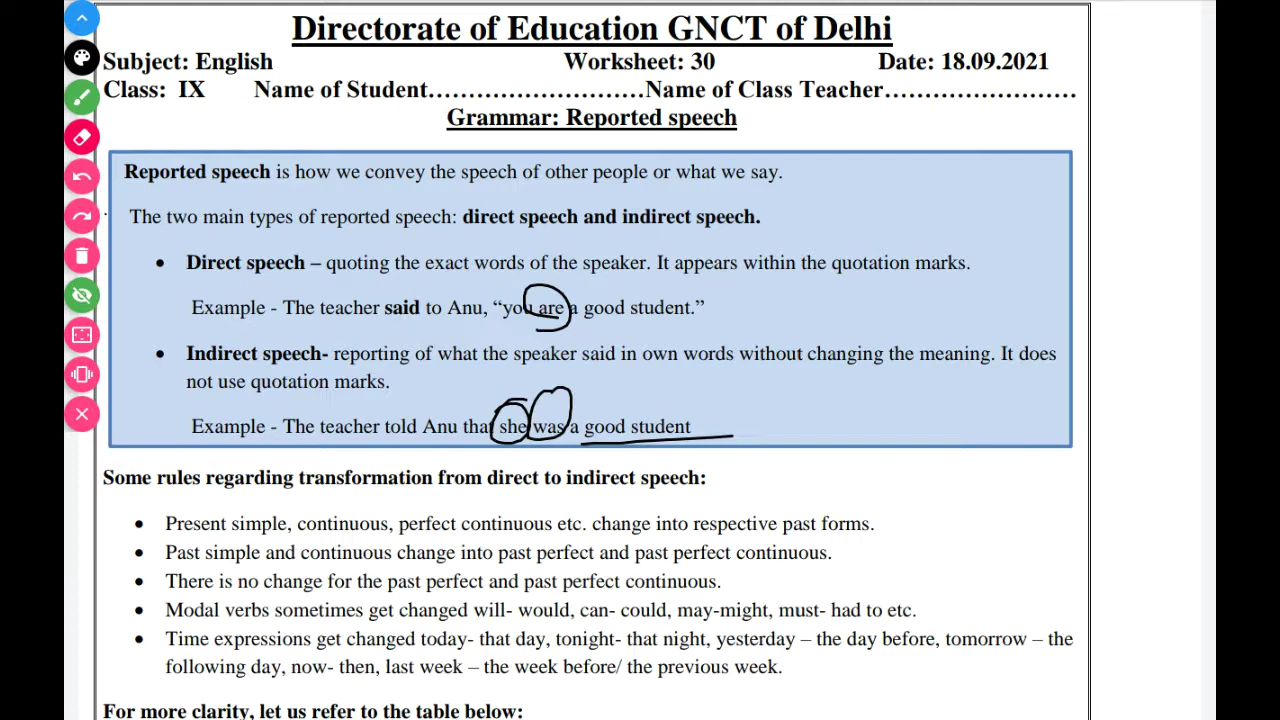 Directorate of Education GNCT of Delhi
Subject: English Worksheet: 30 Date: 18.09.2021
Class: IX Name of Student........................... Name of Class Teacher........................
Grammar: Reported speech
Reported speech is how we convey the speech of other people or what we say.
The two main types of reported speech: direct speech and indirect speech.
• Direct speech – quoting the exact words of the speaker. It appears within the quotation marks.
Example - The teacher said to Anu, “you are a good student.”
• Indirect speech- reporting of what the speaker said in own words without changing the meaning. It does
not use quotation marks.
Example - The teacher told Anu that she was a good student
Some rules regarding transformation from direct to indirect speech:
• Present simple, continuous, perfect continuous etc. change into respective past forms.
• Past simple and continuous change into past perfect and past perfect continuous.
• There is no change for the past perfect and past perfect continuous.
• Modal verbs sometimes get changed will- would, can- could, may-might, must- had to etc.
• Time expressions get changed today- that day, tonight- that night, yesterday – the day before, tomorrow – the
following day, now- then, last week – the week before/ the previous week.
For more clarity, let us refer to the table below: